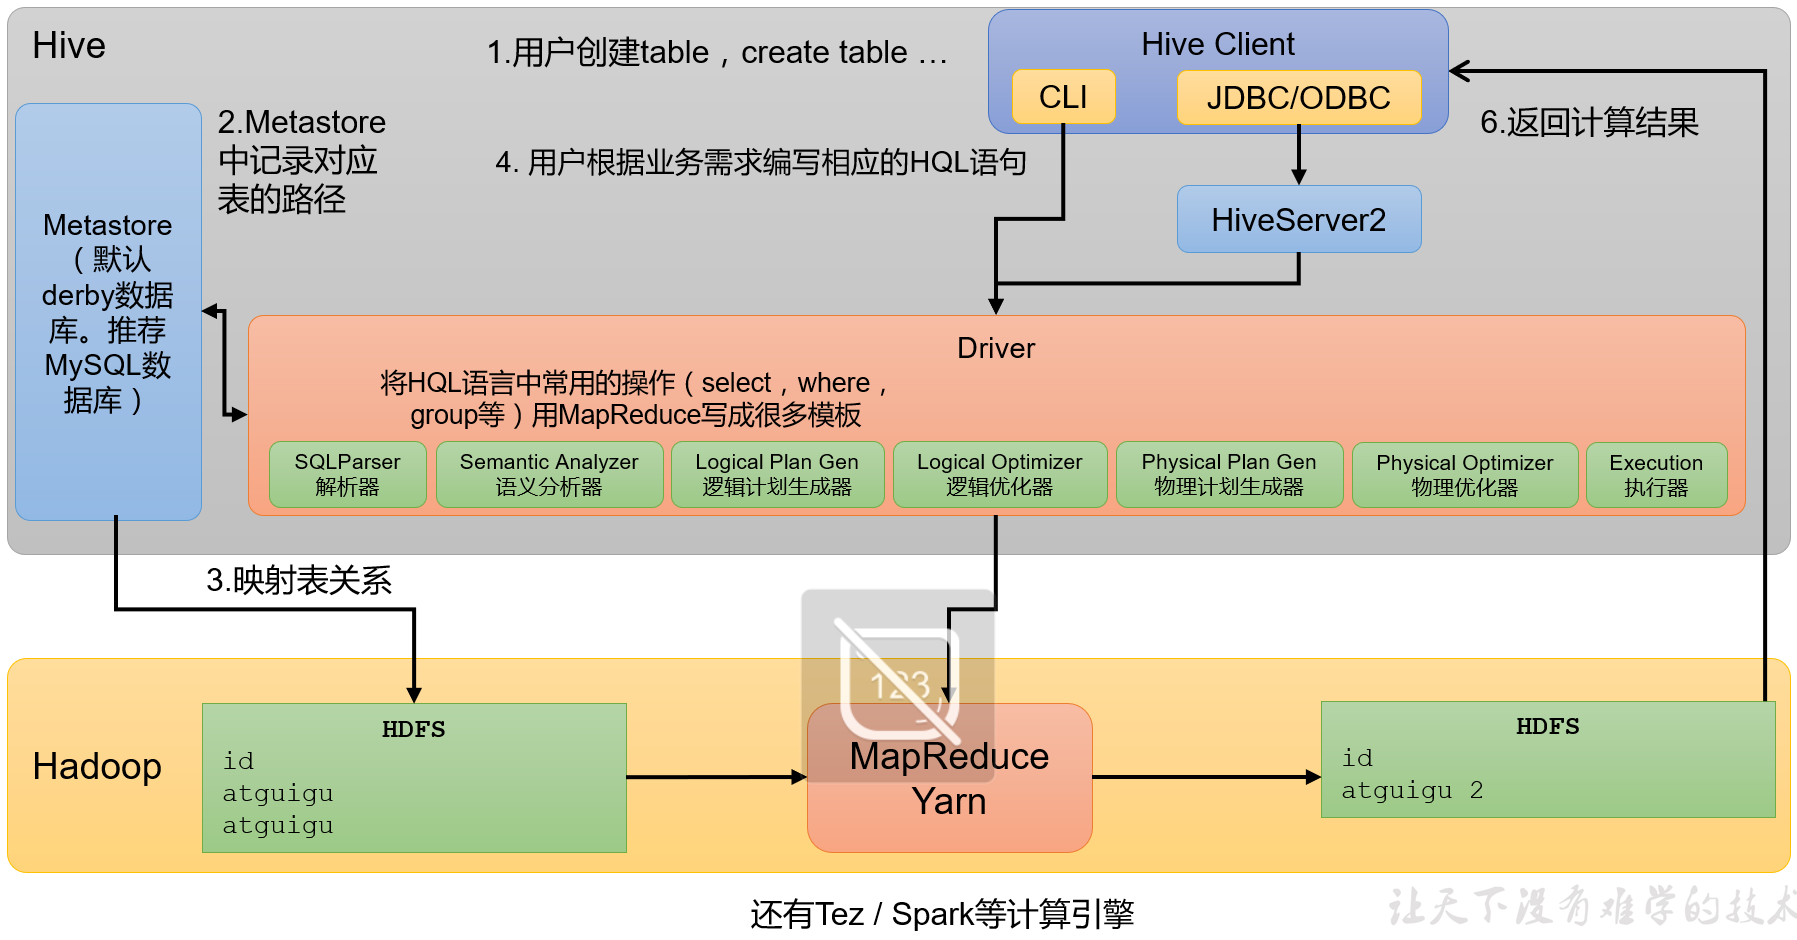 Hive
1.用户创建table，create table …
Hive Client
CLI
JDBC/ODBC
2.Metastore
中记录对应
表的路径
4. 用户根据业务需求编写相应的HQL语句
6.返回计算结果
HiveServer2
Metastore
（默认
derby数据
库。推荐
MySQL数
据库）
Driver
将HQL语言中常用的操作（select，where，
group等）用MapReduce写成很多模板
SQLParser
解析器
Semantic Analyzer
语义分析器
Logical Plan Gen
逻辑计划生成器
Logical Optimizer
逻辑优化器
Physical Plan Gen
物理计划生成器
Physical Optimizer
物理优化器
Execution
执行器
3.映射表关系
123
Hadoop
HDFS
id
atguigu
atguigu
MapReduce
Yarn
HDFS
id
atguigu 2
还有Tez / Spark等计算引擎
让天下没有难学的技术